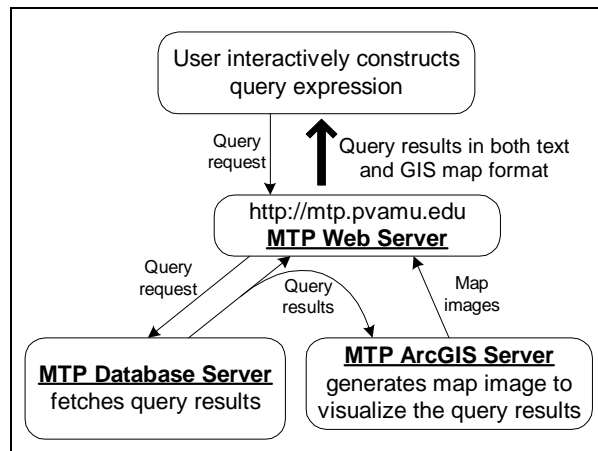 User interactively constructs
query expression
Query
request
Query results in both text
and GIS map format
http://mtp.pvamu.edu
MTP Web Server
Query
request
Query
results
Map
images
MTP Database Server
fetches query results
MTP ArcGIS Server
generates map image to
visualize the query results